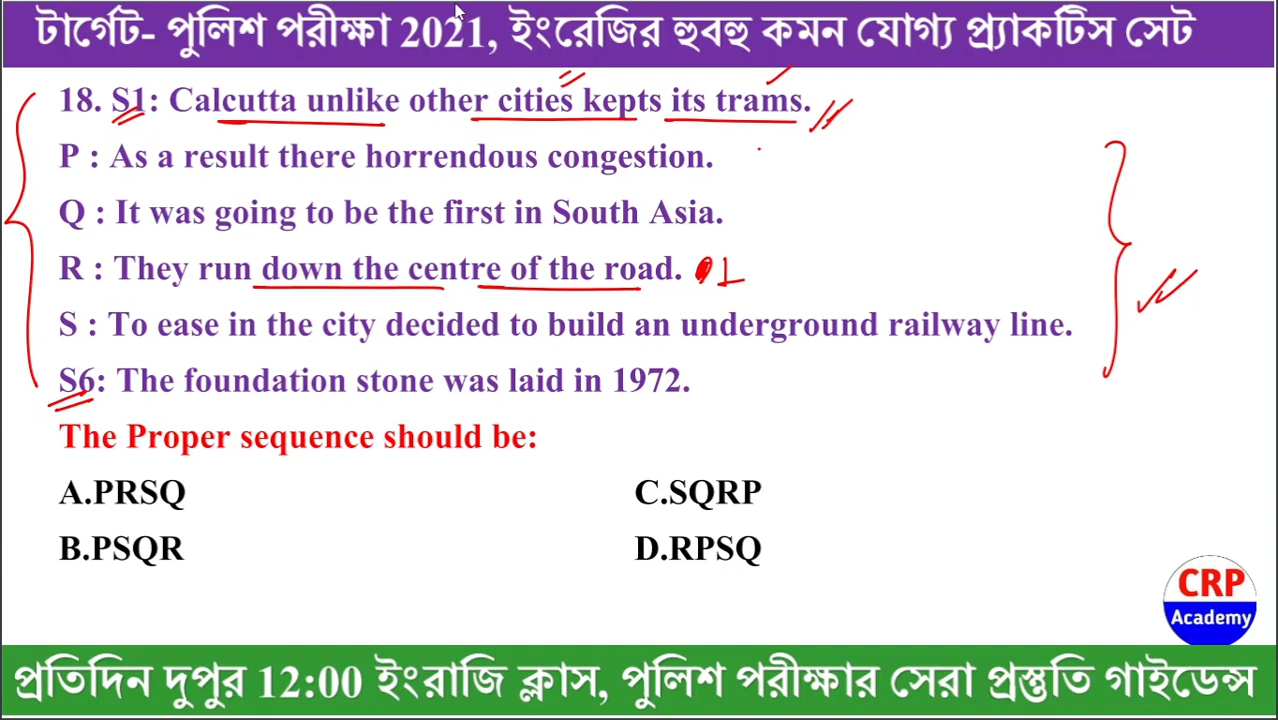 টার্গেট- পুলিশ পরীক্ষা 2021, ইংরেজির হুবহু কমন যোগ্য প্র্যাকটিস সেট
18. S1: Calcutta unlike other cities kepts its trams.
P : As a result there horrendous congestion.
Q : It was going to be the first in South Asia.
R : They run down the centre of the road. 1
S : To ease in the city decided to build an underground railway line.
S6: The foundation stone was laid in 1972.
The Proper sequence should be:
A.PRSQ
C.SQRP
B.PSQR
D.RPSQ
CRP
Academy
প্রতিদিন দুপুর 12:00 ইংরাজি ক্লাস, পুলিশ পরীক্ষার সেরা প্রস্তুতি গাইডেন্স